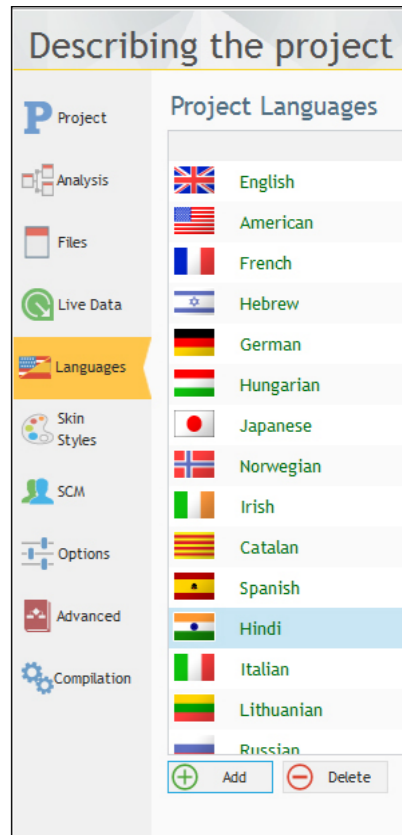 Describing the project
Project
Analysis
Files
Live Data
Languages
Skin
Styles
SCM
Options
Advanced
Compilation
Project Languages
English
American
French
Hebrew
German
Hungarian
Japanese
Norwegian
Irish
Catalan
Spanish
Hindi
Italian
Lithuanian
Russian
Add
Delete